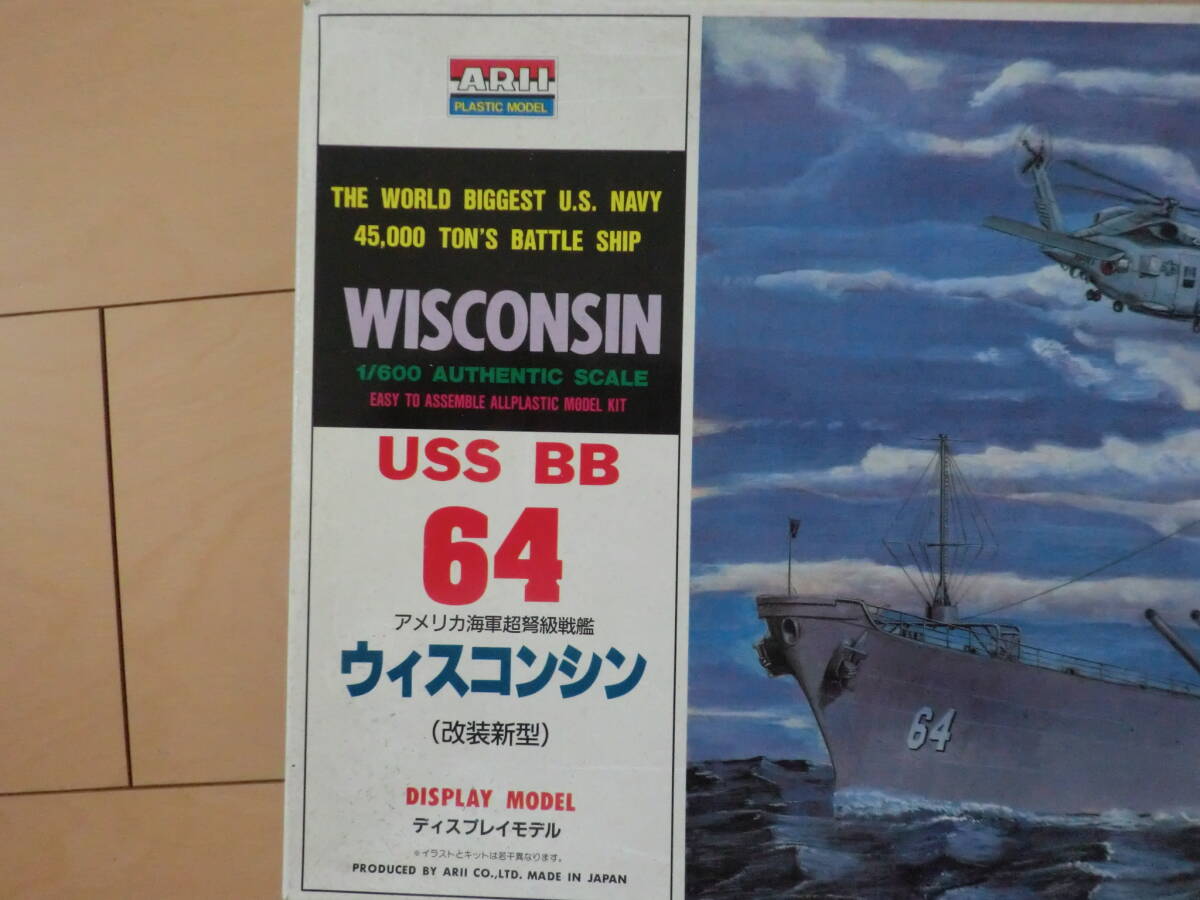 ARII
PLASTIC MODEL
THE WORLD BIGGEST U.S. NAVY
45,000 TON'S BATTLE SHIP
WISCONSIN
1/600 AUTHENTIC SCALE
EASY TO ASSEMBLE ALLPLASTIC MODEL KIT
USS BB
64
アメリカ海軍超弩級戦艦
ウィスコンシン
(改装新型)
DISPLAY MODEL
ディスプレイモデル
※イラストとキットは若干異なります。
PRODUCED BY ARII CO.,LTD. MADE IN JAPAN
64